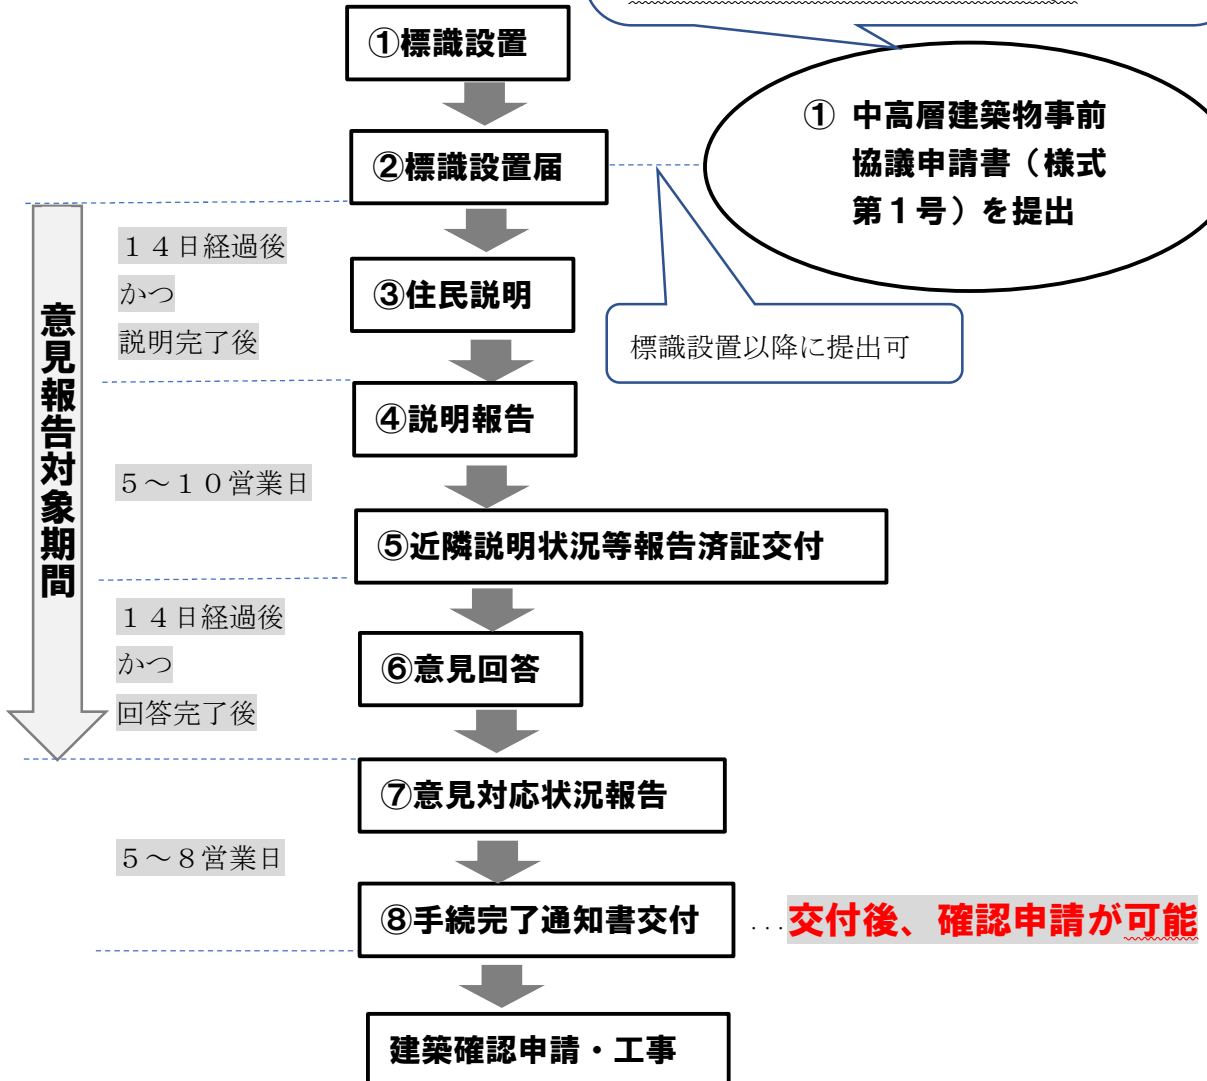 ①標識設置
① 中高層建築物事前
協議申請書（様式
第１号）を提出
②標識設置届
１４日経過後
かつ
説明完了後
③住民説明
標識設置以降に提出可
意見報告対象期間
④説明報告
５～１０営業日
⑤近隣説明状況等報告済証交付
１４日経過後
かつ
回答完了後
⑥意見回答
⑦意見対応状況報告
５～８営業日
⑧手続完了通知書交付
...交付後、確認申請が可能
建築確認申請・工事